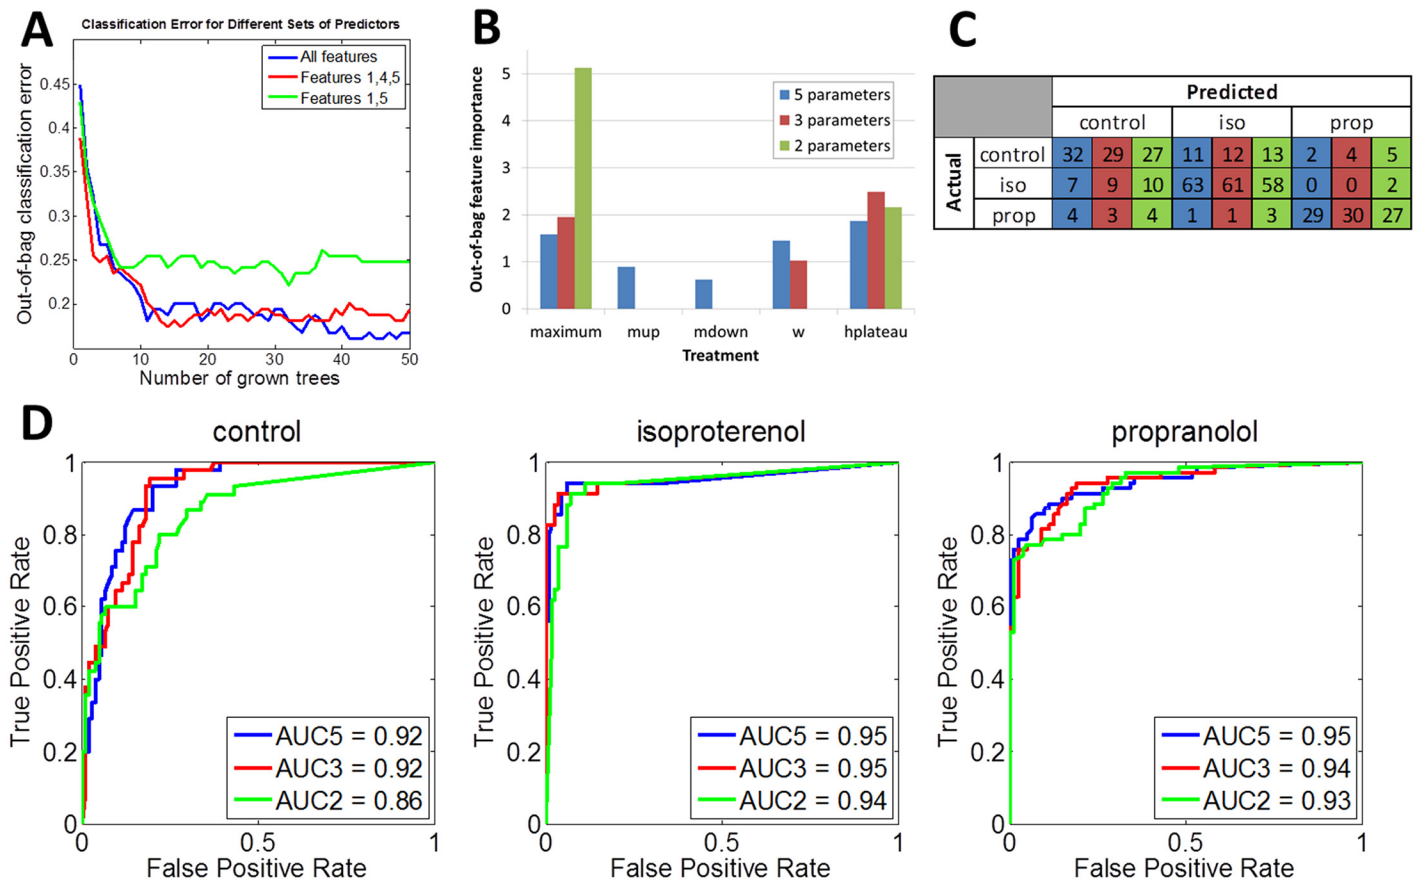 A
Classification Error for Different Sets of Predictors
Out-of-bag classification error
0.45
0.4
0.35
0.3
0.25
0.2
All features
Features 1,4,5
Features 1,5
0 10 20 30 40 50
Number of grown trees
B
Out-of-bag feature importance
5
4
3
2
1
0
5 parameters
3 parameters
2 parameters
maximum mup mdown w hplateau
Treatment
C
Predicted
control iso prop
Actual
control 32 29 27 11 12 13 2 4 5
iso 7 9 10 63 61 58 0 0 2
prop 4 3 4 1 1 3 29 30 27
D
control
True Positive Rate
1
0.8
0.6
0.4
0.2
0
AUC5 = 0.92
AUC3 = 0.92
AUC2 = 0.86
0 0.5 1
False Positive Rate
isoproterenol
True Positive Rate
1
0.8
0.6
0.4
0.2
0
AUC5 = 0.95
AUC3 = 0.95
AUC2 = 0.94
0 0.5 1
False Positive Rate
propranolol
True Positive Rate
1
0.8
0.6
0.4
0.2
0
AUC5 = 0.95
AUC3 = 0.94
AUC2 = 0.93
0 0.5 1
False Positive Rate